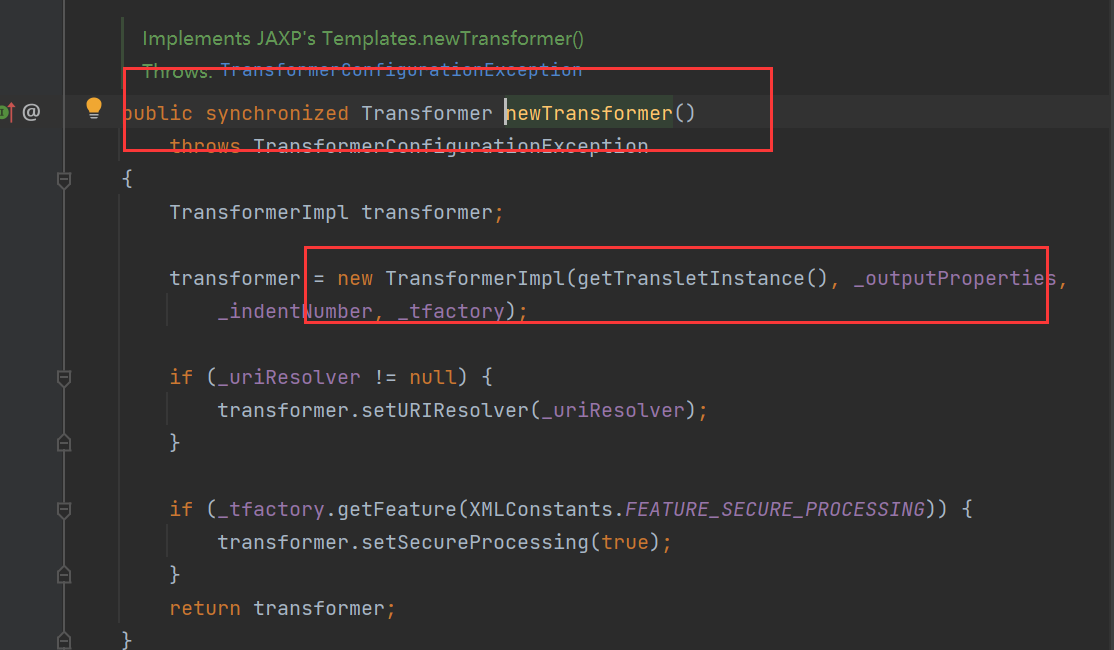 Implements JAXP's Templates.newTransformer()
Throws: TransformerConfigurationException
@ public synchronized Transformer newTransformer()
throws TransformerConfigurationException
{
TransformerImpl transformer;
transformer = new TransformerImpl(getTransletInstance(), _outputProperties,
_indentNumber, _tfactory);
if (_uriResolver != null) {
transformer.setURIResolver(_uriResolver);
}
if (_tfactory.getFeature(XMLConstants.FEATURE_SECURE_PROCESSING)) {
transformer.setSecureProcessing(true);
}
return transformer;
}